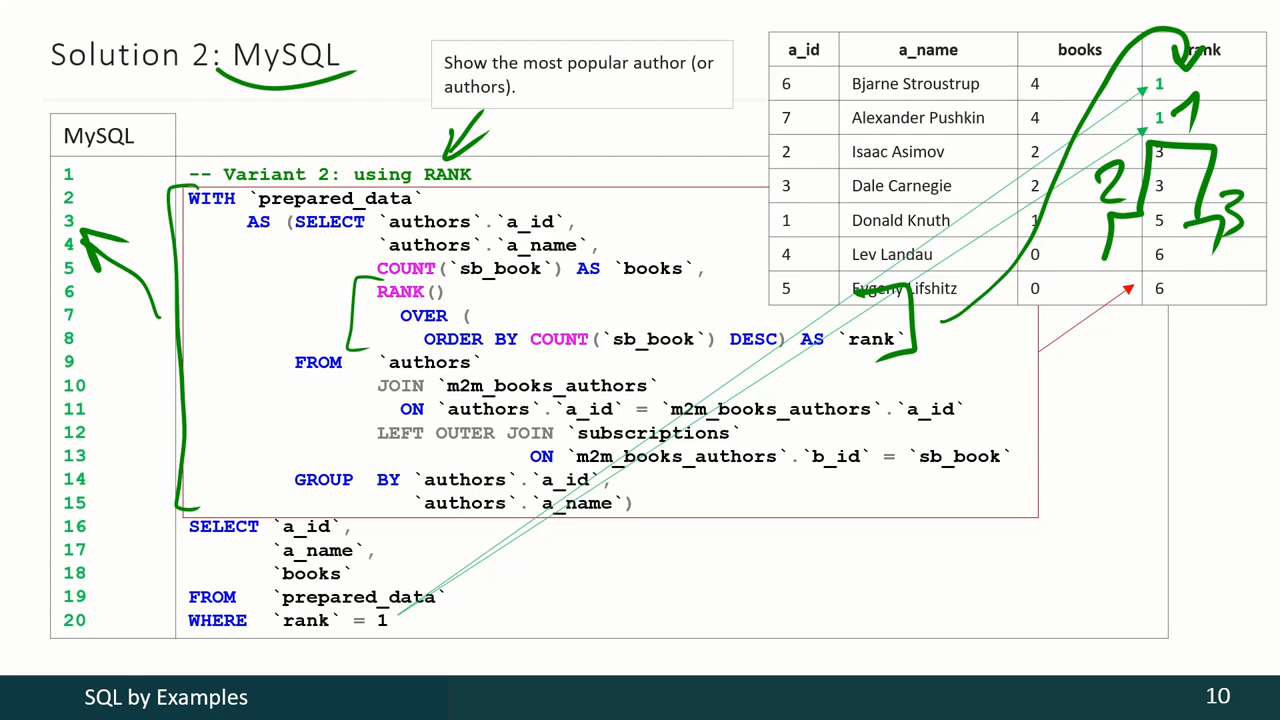 Solution 2: MySQL
Show the most popular author (or
authors).
a_id a_name books rank
6 Bjarne Stroustrup 4 1
7 Alexander Pushkin 4 1
2 Isaac Asimov 2 3
3 Dale Carnegie 2 3
1 Donald Knuth 1 5
4 Lev Landau 0 6
5 Evgeny Lifshitz 0 6
1
2
3
MySQL
1 -- Variant 2: using RANK
2 WITH `prepared_data`
3 AS (SELECT `authors`.`a_id`,
4 `authors`.`a_name`,
5 COUNT(`sb_book`) AS `books`,
6 RANK()
7 OVER (
8 ORDER BY COUNT(`sb_book`) DESC) AS `rank`
9 FROM `authors`
10 JOIN `m2m_books_authors`
11 ON `authors`.`a_id` = `m2m_books_authors`.`a_id`
12 LEFT OUTER JOIN `subscriptions`
13 ON `m2m_books_authors`.`b_id` = `sb_book`
14 GROUP BY `authors`.`a_id`,
15 `authors`.`a_name`)
16 SELECT `a_id`,
17 `a_name`,
18 `books`
19 FROM `prepared_data`
20 WHERE `rank` = 1
SQL by Examples
10